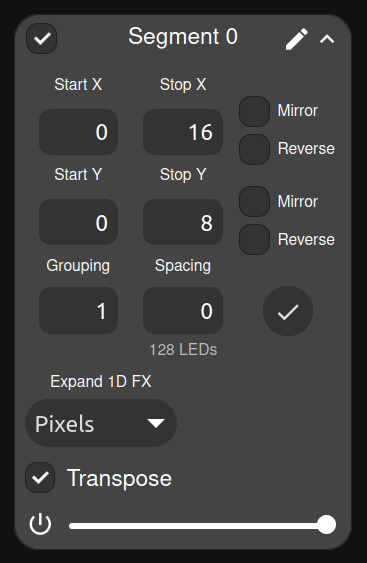 Segment 0
Start X
Stop X
0
16
Mirror
Reverse
Start Y
Stop Y
0
8
Mirror
Reverse
Grouping
Spacing
1
0
128 LEDs
Expand 1D FX
Pixels
Transpose